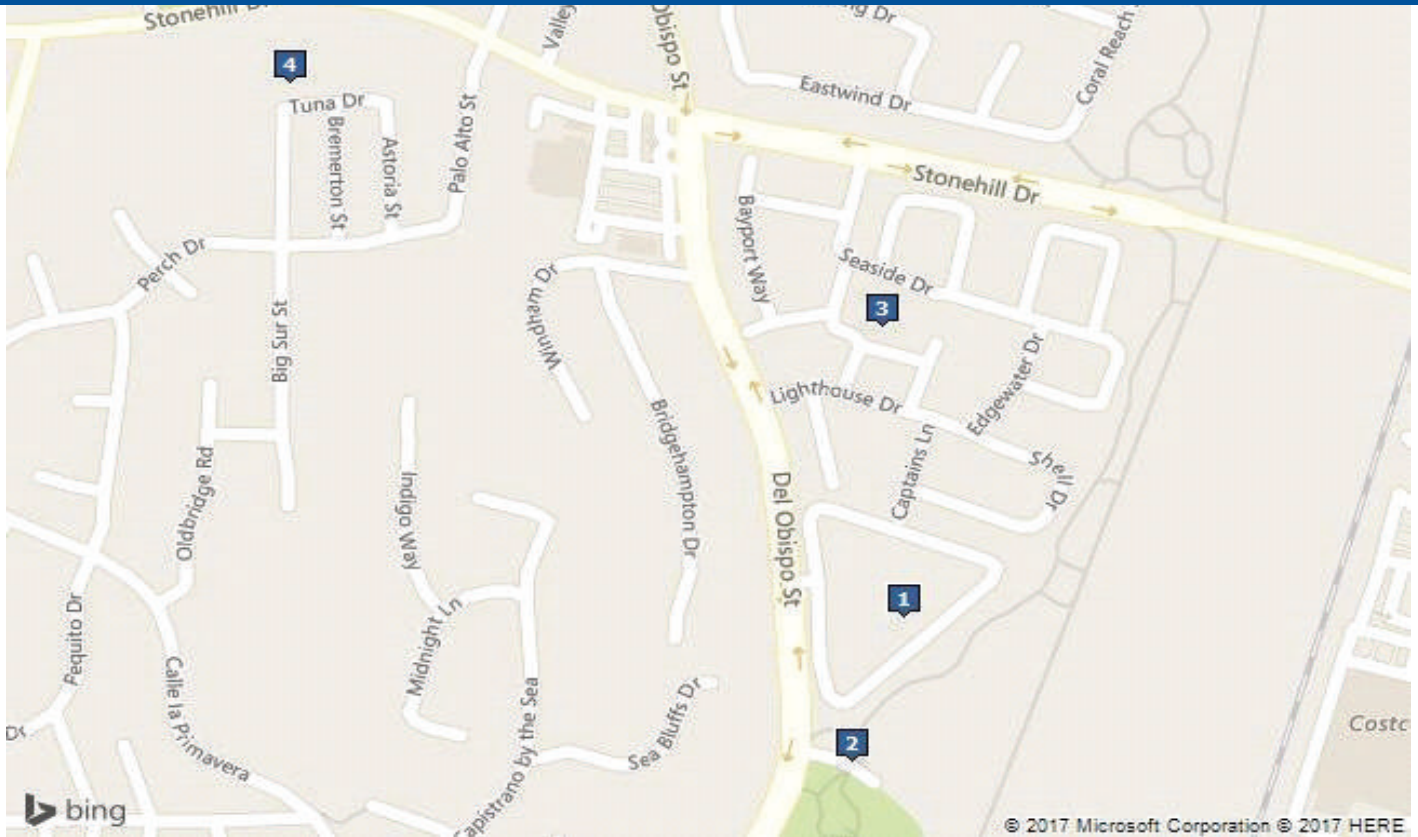 Stonehill D
Valley
Obispo St
ng Dr
Coral Reach
4
Tuna Dr
Eastwind Dr
Bremerton St
Astoria St
Palo Alto St
Stonehill Dr
Bayport Way
Perch Dr
Seaside Dr
3
Windham Dr
Big Sur St
Edgewater Dr
Lighthouse Dr
Bridgehampton Dr
Captains Ln
Shell Dr
Oldbridge Rd
Indigo Way
Del Obispo St
1
Pequito Dr
Midnight Ln
Calle la Primavera
Capistrano by the Sea
Sea Bluffs Dr
2
Costc
Dr
bing
© 2017 Microsoft Corporation © 2017 HERE